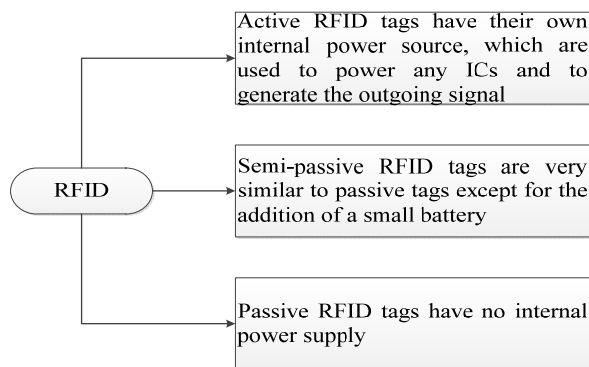 Active RFID tags have their own
internal power source, which are
used to power any ICs and to
generate the outgoing signal
RFID
Semi-passive RFID tags are very
similar to passive tags except for the
addition of a small battery
Passive RFID tags have no internal
power supply